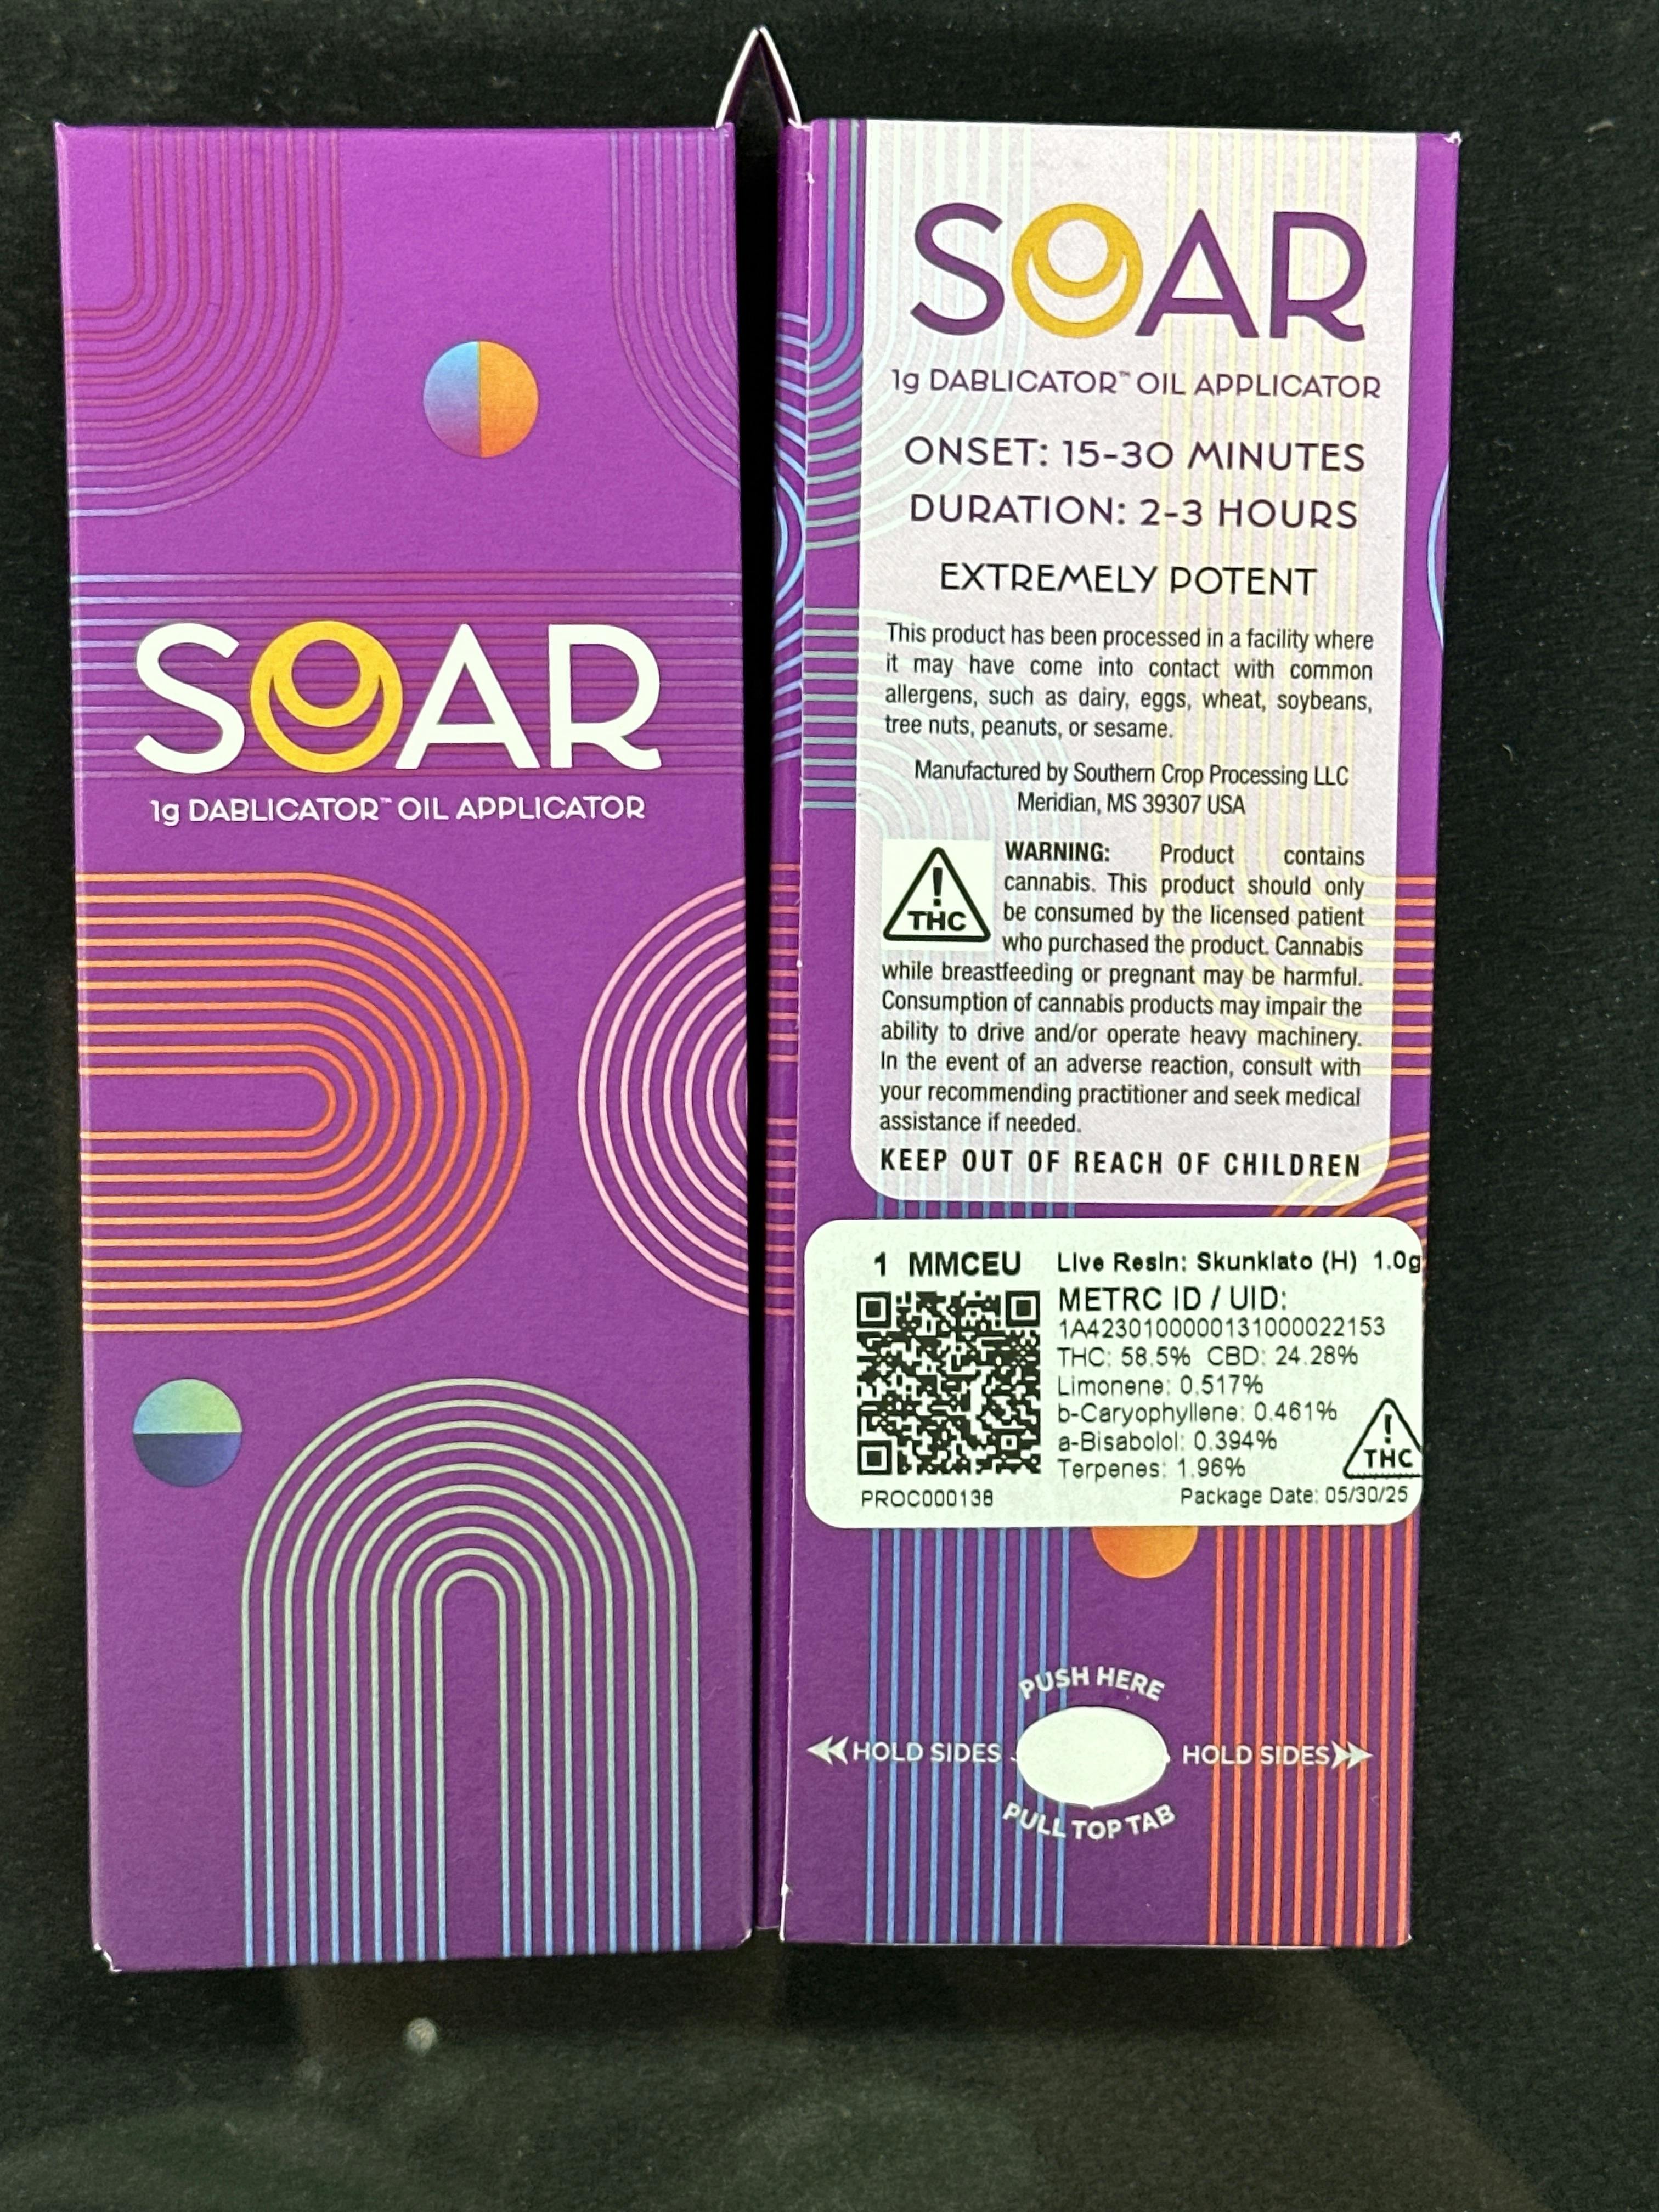 SOAR
1g DABLICATOR™ OIL APPLICATOR
SOAR
1g DABLICATOR™ OIL APPLICATOR
ONSET: 15-30 MINUTES
DURATION: 2-3 HOURS
EXTREMELY POTENT
This product has been processed in a facility where
it may have come into contact with common
allergens, such as dairy, eggs, wheat, soybeans,
tree nuts, peanuts, or sesame.
Manufactured by Southern Crop Processing LLC
Meridian, MS 39307 USA
! THC
WARNING: Product contains
cannabis. This product should only
be consumed by the licensed patient
who purchased the product. Cannabis
while breastfeeding or pregnant may be harmful.
Consumption of cannabis products may impair the
ability to drive and/or operate heavy machinery.
In the event of an adverse reaction, consult with
your recommending practitioner and seek medical
assistance if needed.
KEEP OUT OF REACH OF CHILDREN
1 MMCEU Live Resin: Skunklato (H) 1.0g
METRC ID / UID:
1A4230100000131000022153
THC: 58.5% CBD: 24.28%
Limonene: 0.517%
b-Caryophyllene: 0.461%
a-Bisabolol: 0.394%
Terpenes: 1.96%
! THC
PROC000138 Package Date: 05/30/25
PUSH HERE
HOLD SIDES HOLD SIDES
PULL TOP TAB